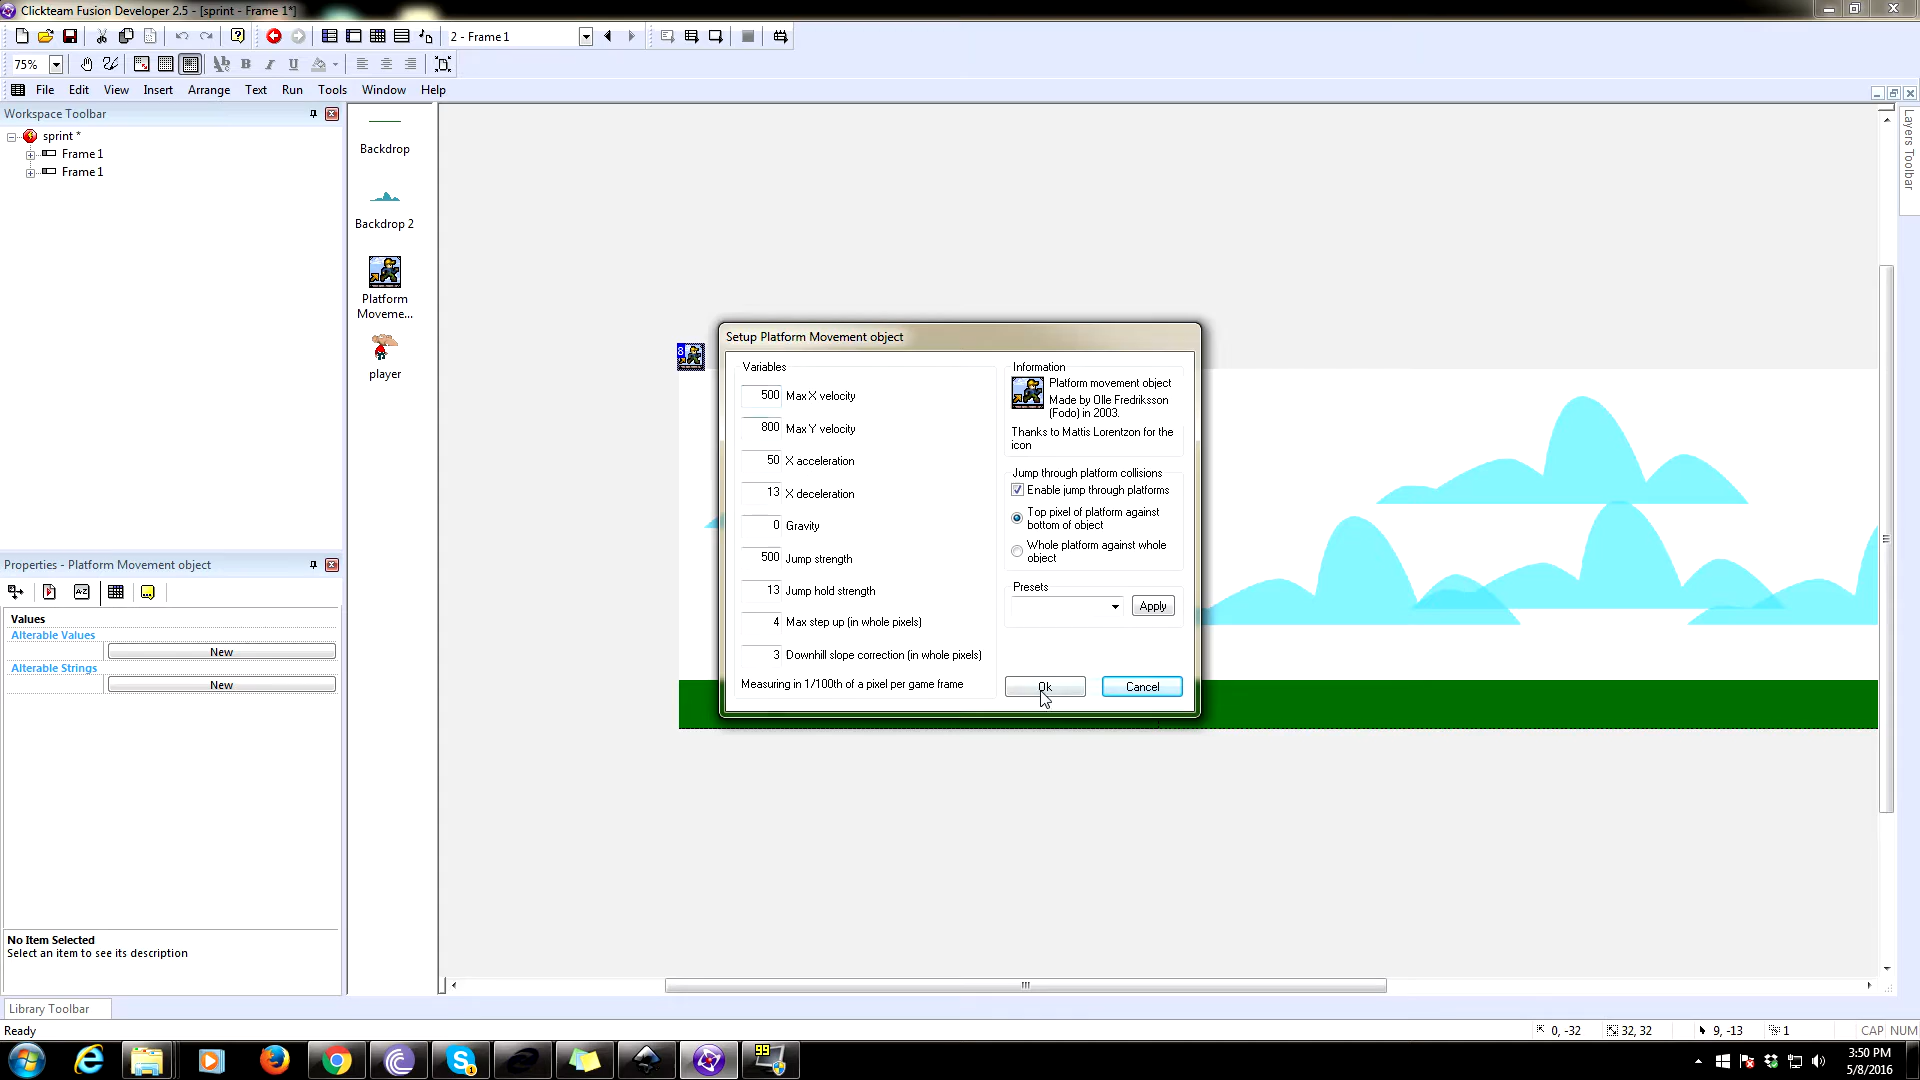 Clickteam Fusion Developer 2.5 - [sprint - Frame 1*]
2 - Frame 1
75%
File Edit View Insert Arrange Text Run Tools Window Help
Workspace Toolbar
sprint *
Frame 1
Frame 1
Backdrop
Backdrop 2
Platform
Moveme...
player
Layers Toolbar
8
Setup Platform Movement object
Variables
500 Max X velocity
800 Max Y velocity
50 X acceleration
13 X deceleration
0 Gravity
500 Jump strength
13 Jump hold strength
4 Max step up (in whole pixels)
3 Downhill slope correction (in whole pixels)
Measuring in 1/100th of a pixel per game frame
Information
Platform movement object
Made by Olle Fredriksson
(Fodo) in 2003.
Thanks to Mattis Lorentzon for the
icon
Jump through platform collisions
Enable jump through platforms
Top pixel of platform against
bottom of object
Whole platform against whole
object
Presets
Apply
Ok
Cancel
Properties - Platform Movement object
Values
Alterable Values
New
Alterable Strings
New
No Item Selected
Select an item to see its description
Library Toolbar
Ready
0, -32
32, 32
9, -13
1
CAP NUM
99
3:50 PM
5/8/2016